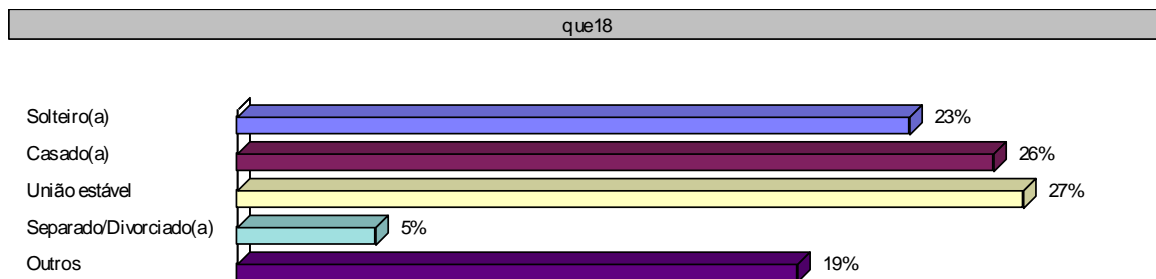 que18
Solteiro(a) 23%
Casado(a) 26%
União estável 27%
Separado/Divorciado(a) 5%
Outros 19%